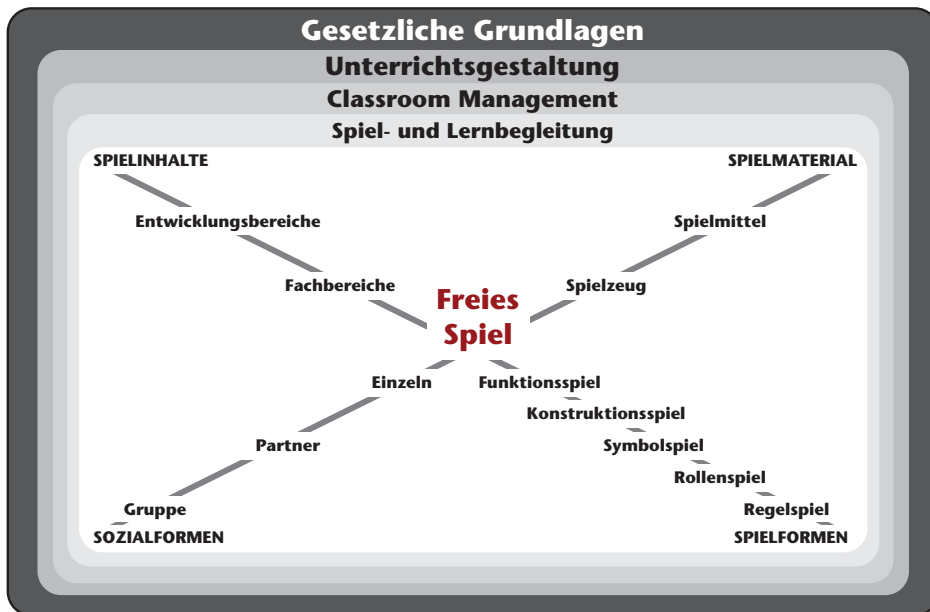 Gesetzliche Grundlagen
Unterrichtsgestaltung
Classroom Management
Spiel- und Lernbegleitung
SPIELINHALTE
SPIELMATERIAL
Entwicklungsbereiche
Spielmittel
Fachbereiche
Spielzeug
Freies
Spiel
Einzeln
Funktionsspiel
Konstruktionsspiel
Partner
Symbolspiel
Rollenspiel
Gruppe
Regelspiel
SOZIALFORMEN
SPIELFORMEN